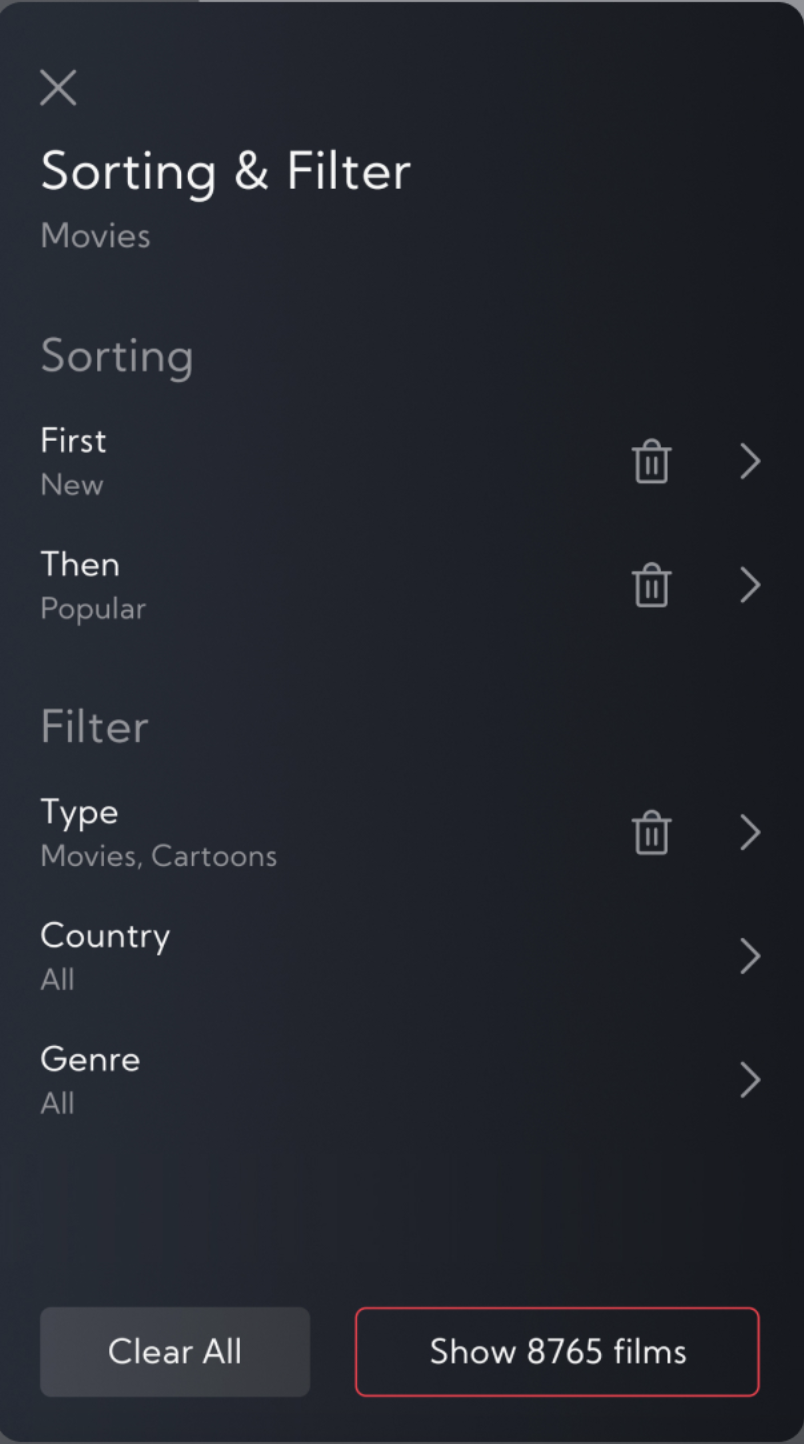 Sorting & Filter
Movies
Sorting
First
New
Then
Popular
Filter
Type
Movies, Cartoons
Country
All
Genre
All
Clear All
Show 8765 films